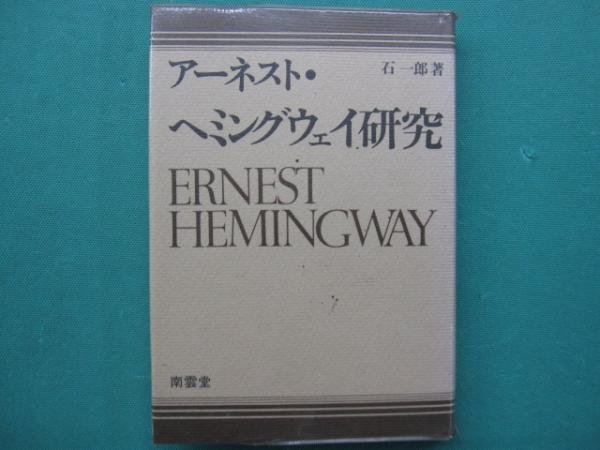 アーネスト・
石 一郎 著
ヘミングウェイ研究
ERNEST
HEMINGWAY
南雲堂